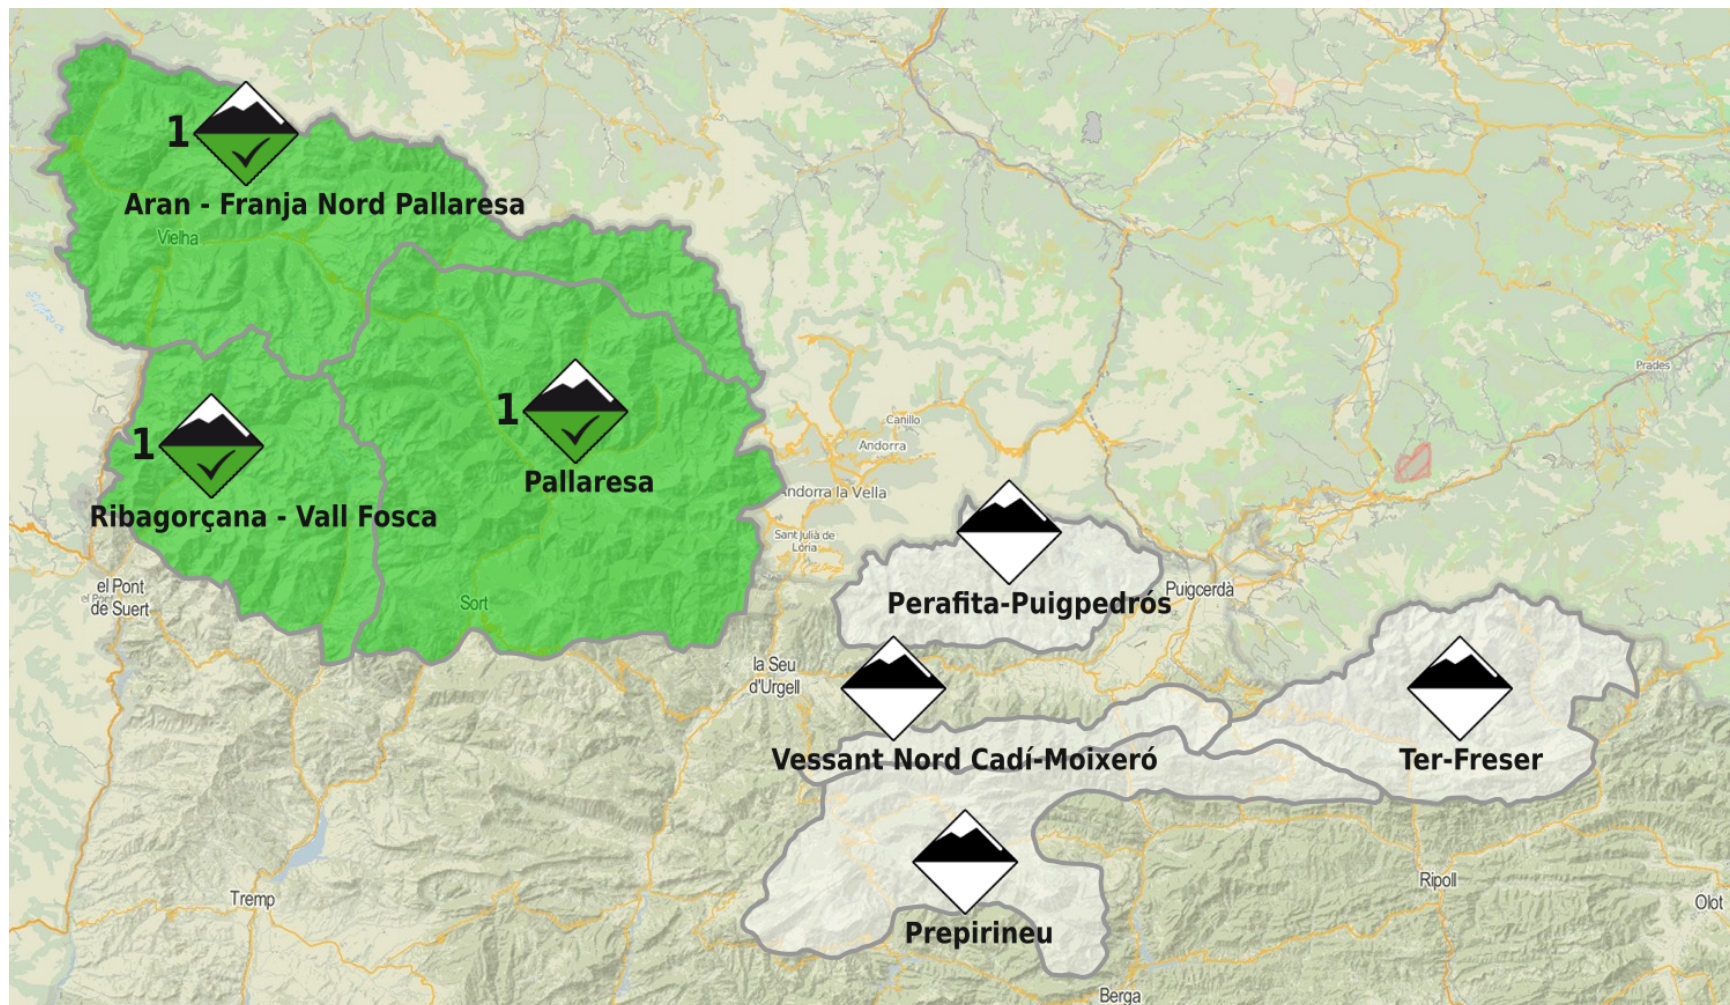 1
Aran - Franja Nord Pallaresa
Vielha
Prades
1
Pallaresa
Canillo
Andorra
1
Ribagorçana - Vall Fosca
Andorra la Vella
Sant Julià de
Lòria
el Pont
de Suert
Sort
Perafita-Puigpedrós
Puigcerdà
la Seu
d'Urgell
Vessant Nord Cadí-Moixeró
Ter-Freser
Tremp
Prepirineu
Ripoll
Olot
Berga